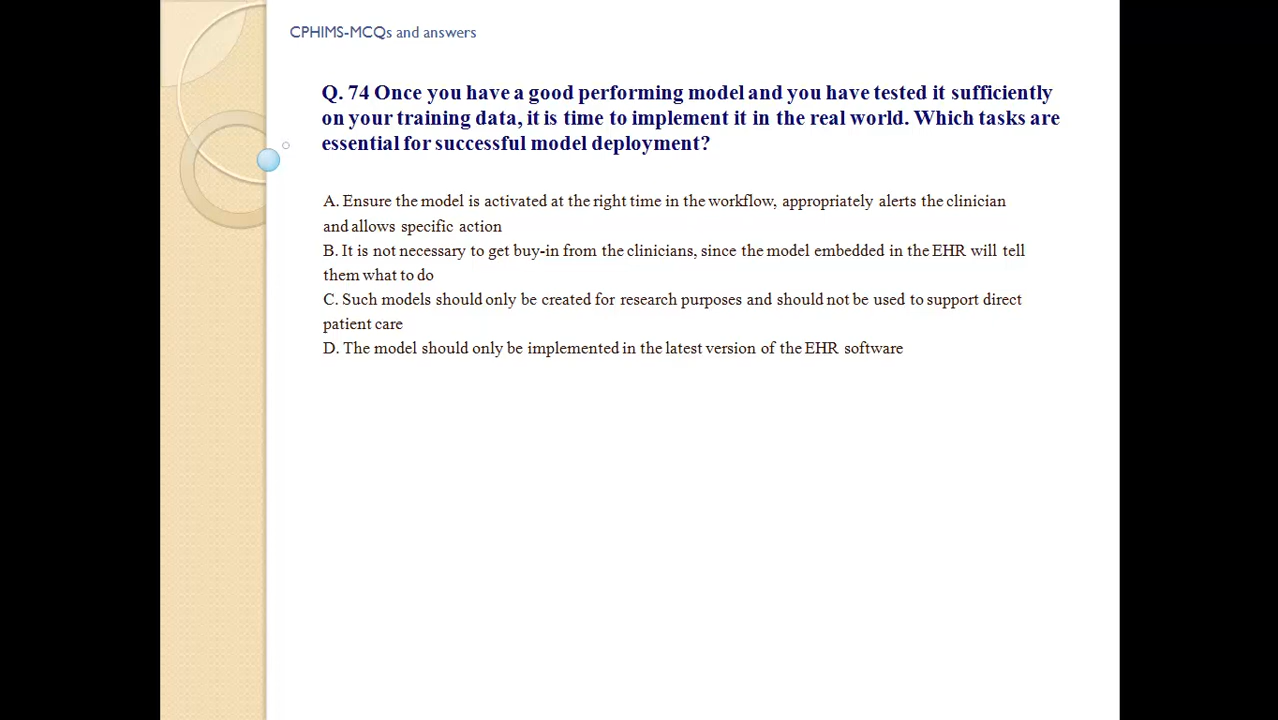 CPHIMS-MCQs and answers
Q. 74 Once you have a good performing model and you have tested it sufficiently
on your training data, it is time to implement it in the real world. Which tasks are
essential for successful model deployment?
A. Ensure the model is activated at the right time in the workflow, appropriately alerts the clinician
and allows specific action
B. It is not necessary to get buy-in from the clinicians, since the model embedded in the EHR will tell
them what to do
C. Such models should only be created for research purposes and should not be used to support direct
patient care
D. The model should only be implemented in the latest version of the EHR software